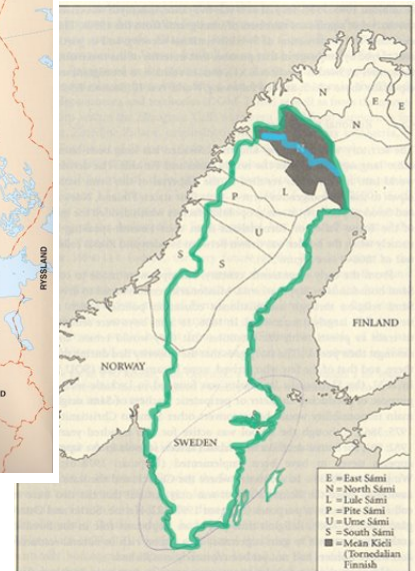 RYSSLAND
D
N
E
E
N
N
L
P
U
S
S
FINLAND
NORWAY
SWEDEN
E = East Sámi
N = North Sámi
L = Lule Sámi
P = Pite Sámi
U = Ume Sámi
S = South Sámi
= Meän Kieli
(Tornedalian
Finnish